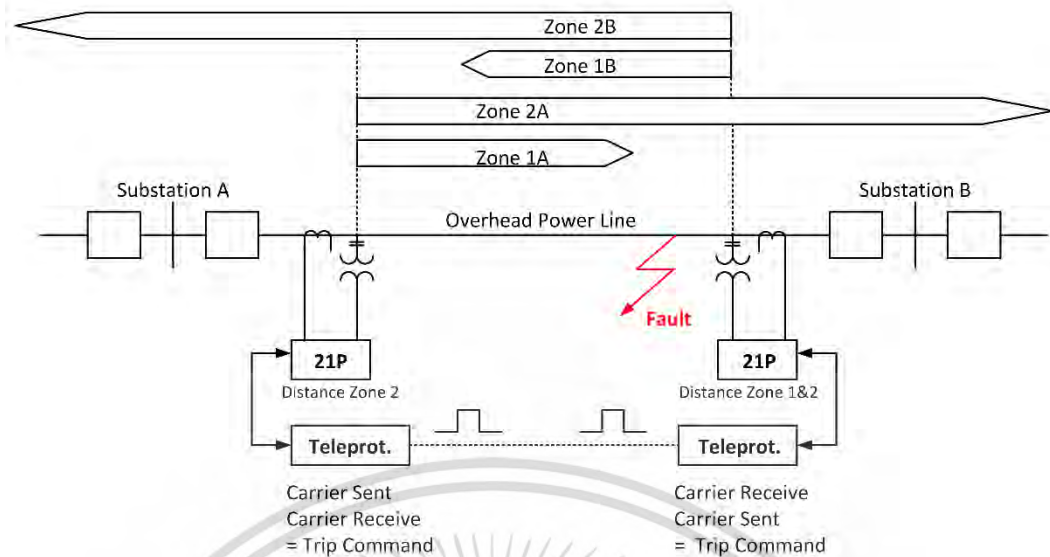 Zone 2B
Zone 1B
Zone 2A
Zone 1A
Substation A
Substation B
Overhead Power Line
Fault
21P
21P
Distance Zone 2
Distance Zone 1&2
Teleprot.
Teleprot.
Carrier Sent
Carrier Receive
= Trip Command
Carrier Receive
Carrier Sent
= Trip Command